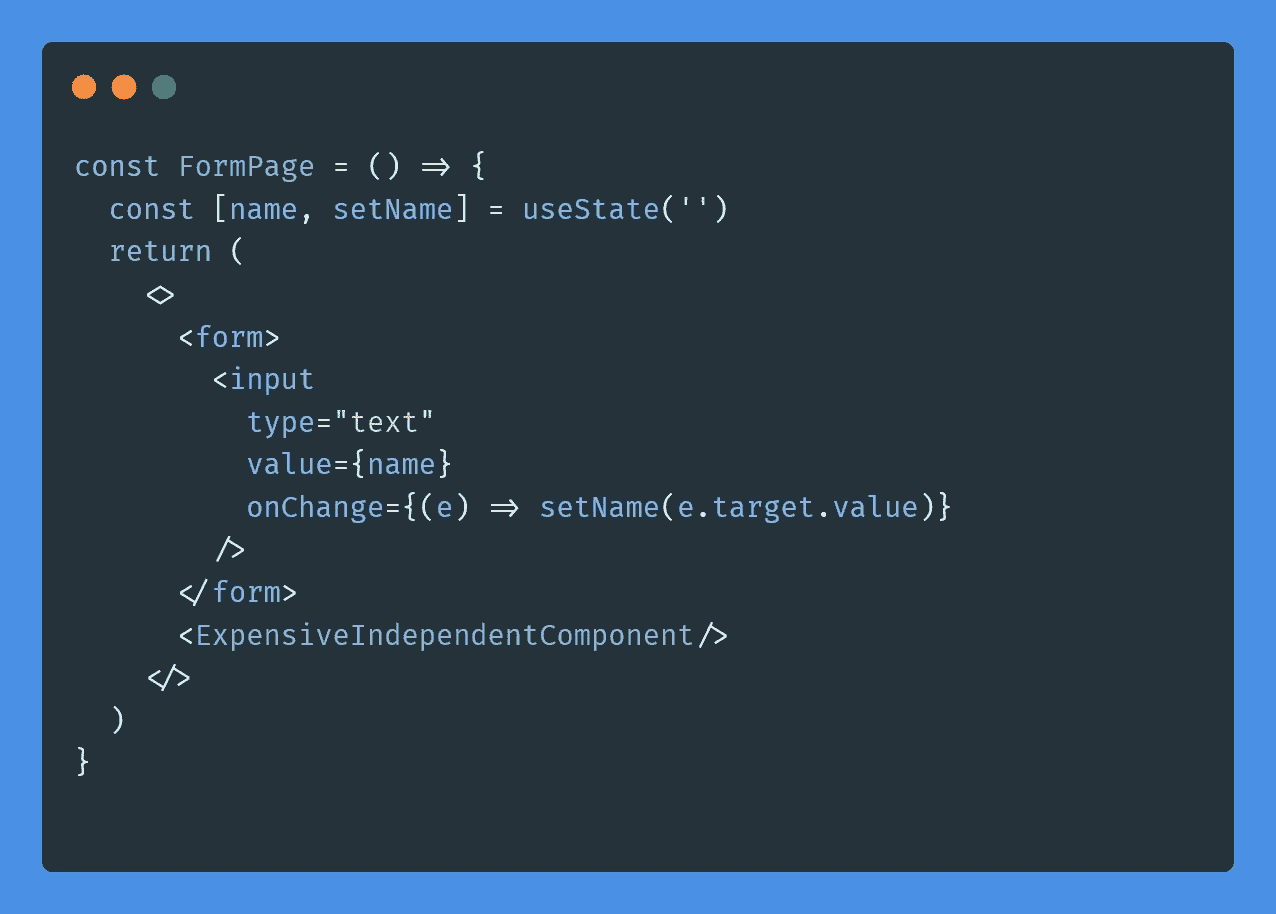 const FormPage = () => {
  const [name, setName] = useState('')
  return (
    <>
      <form>
        <input
          type="text"
          value={name}
          onChange={(e) => setName(e.target.value)}
        />
      </form>
      <ExpensiveIndependentComponent/>
    </>
  )
}